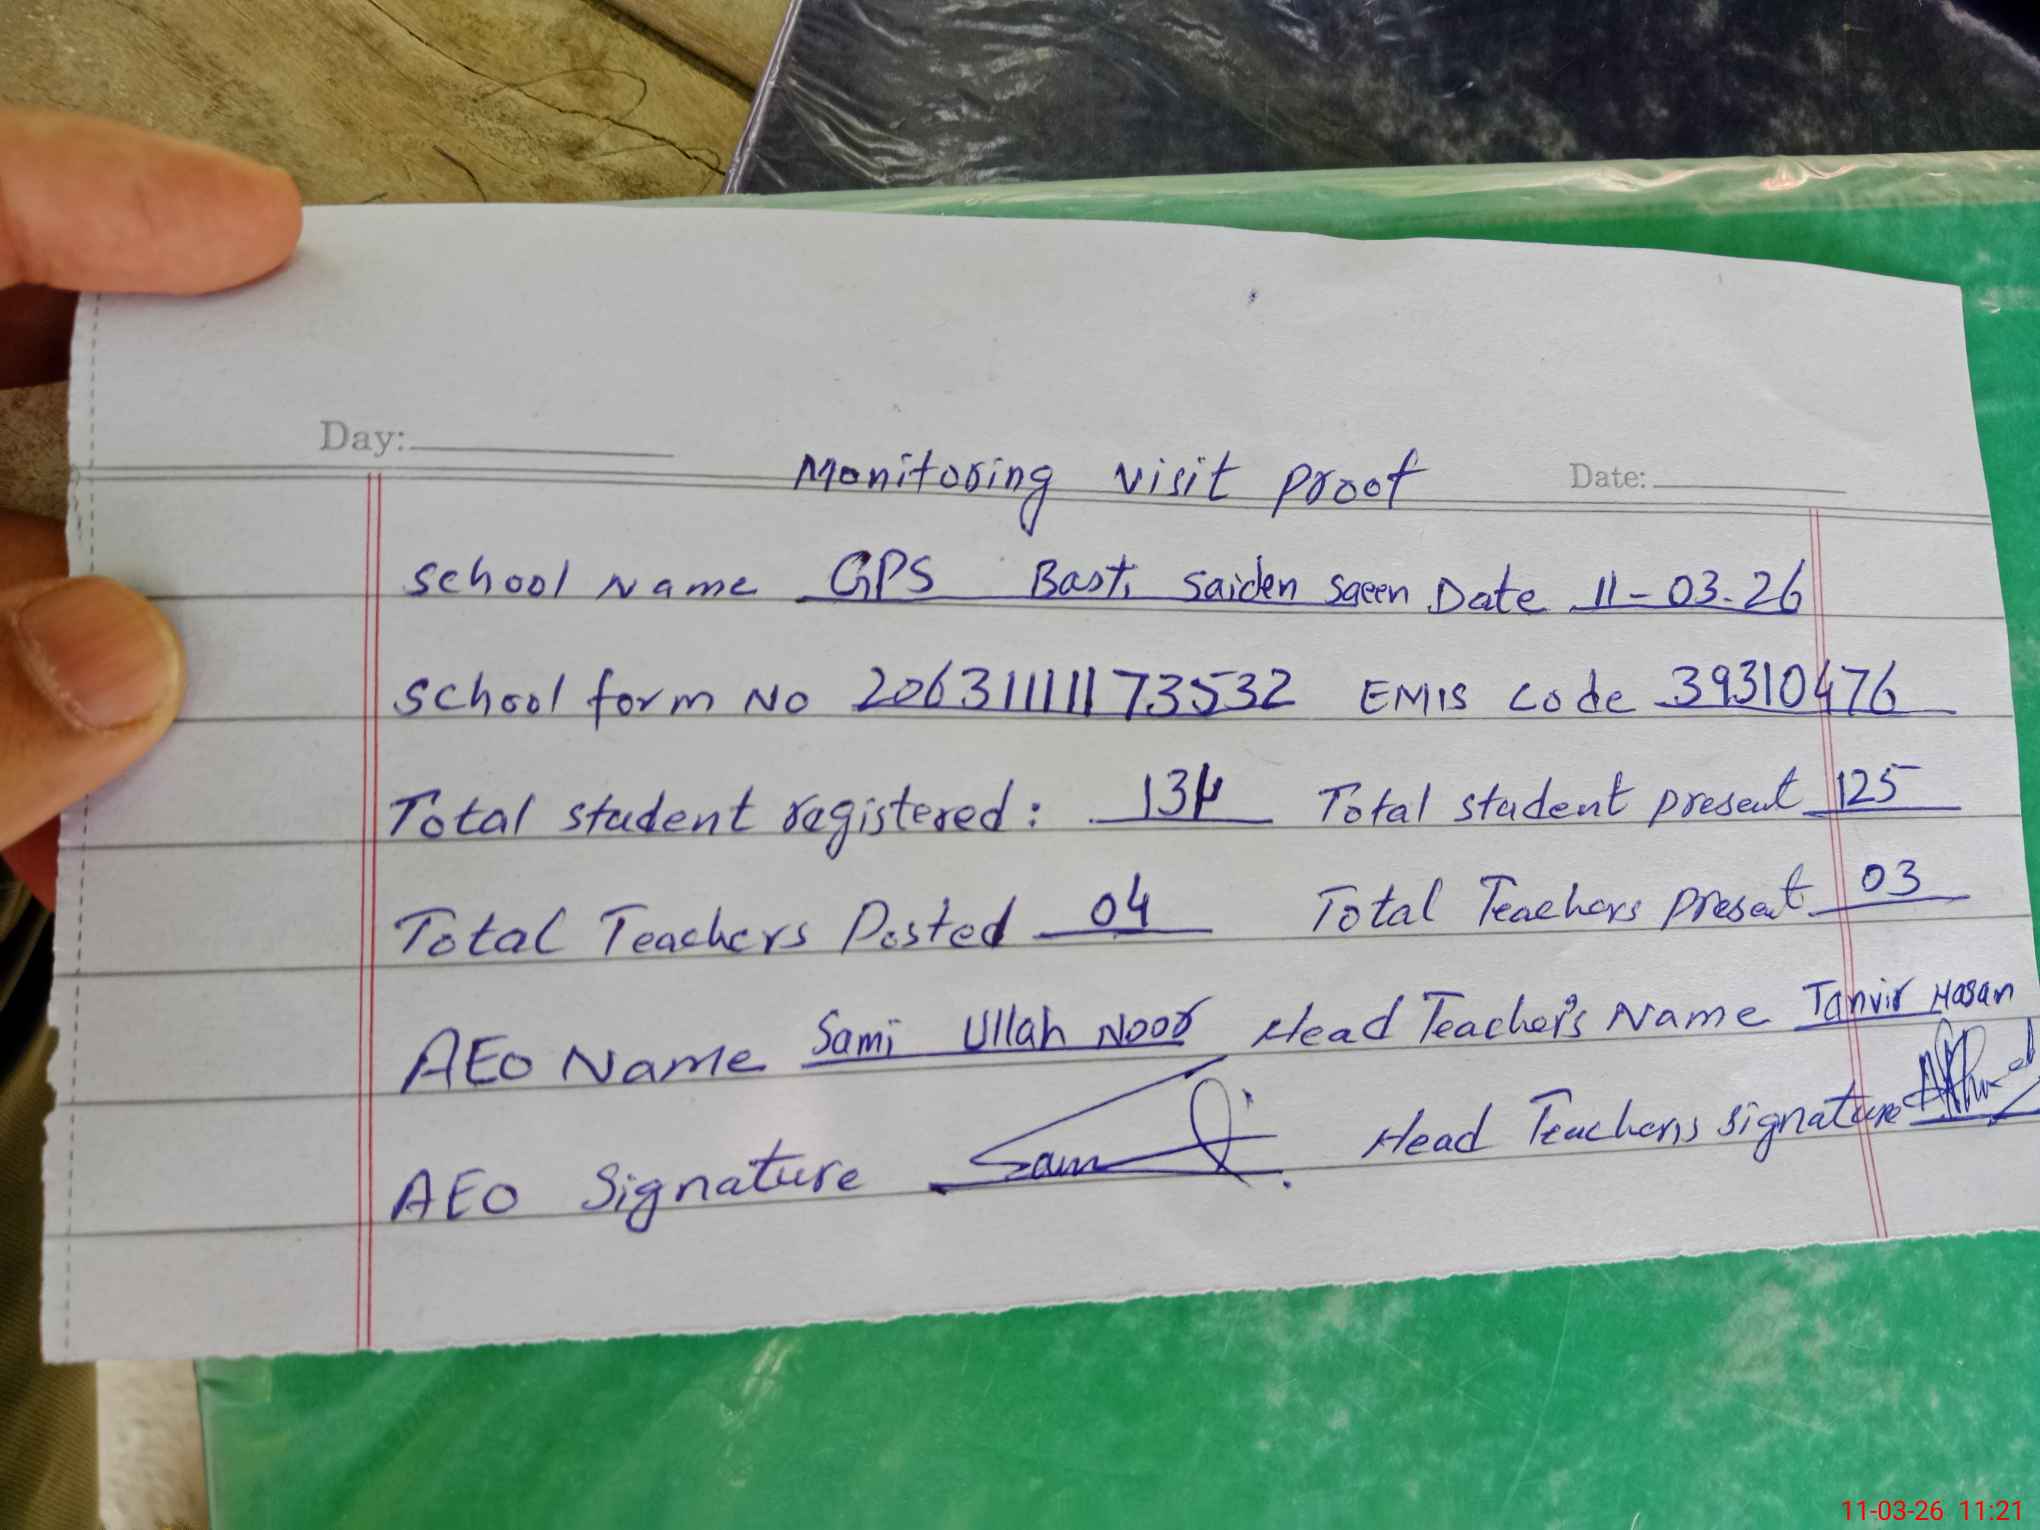 Day:
Monitoring visit proof
Date:
School Name GPS Basti Saiden Saeen Date 11-03-26
School form No 206311111173532 EMIS Code 39310476
Total student registered: 134 Total student present 125
Total Teachers Posted 04 Total Teachers present 03
AEO Name Sami Ullah Noor Head Teacher's Name Tanvir Hasan
AEO Signature Sami Head Teachers signature
11-03-26 11:21